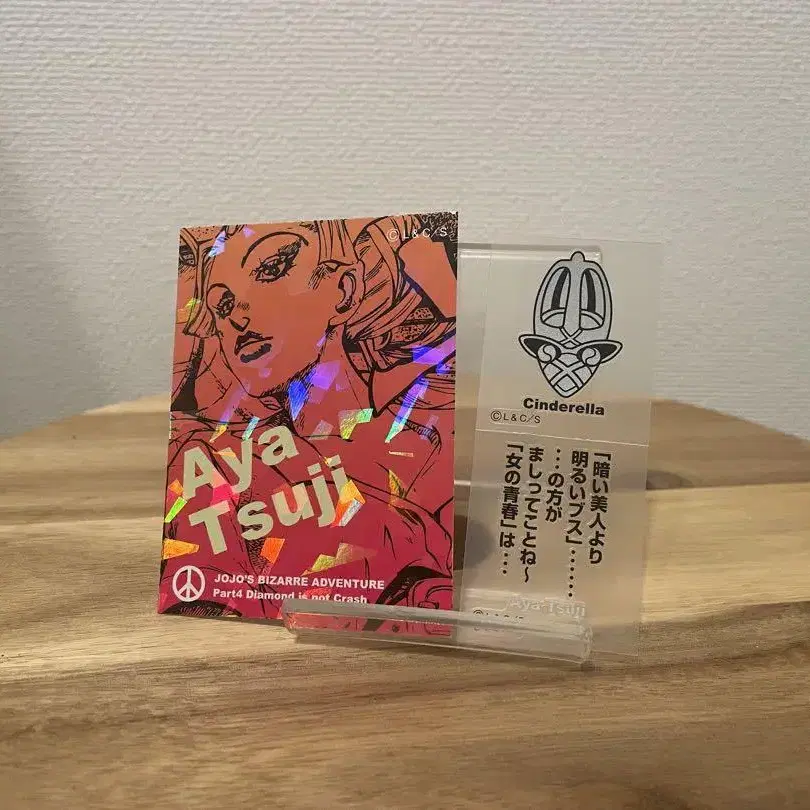 ©L&C/S
Aya
Tsuji
JOJO'S BIZARRE ADVENTURE
Part4 Diamond is not Crash
Cinderella
©L&C/S
「暗い美人より
明るいブス」……
…の方が
ましってことね〜
「女の青春」は…
Aya Tsuji
©L&C/S